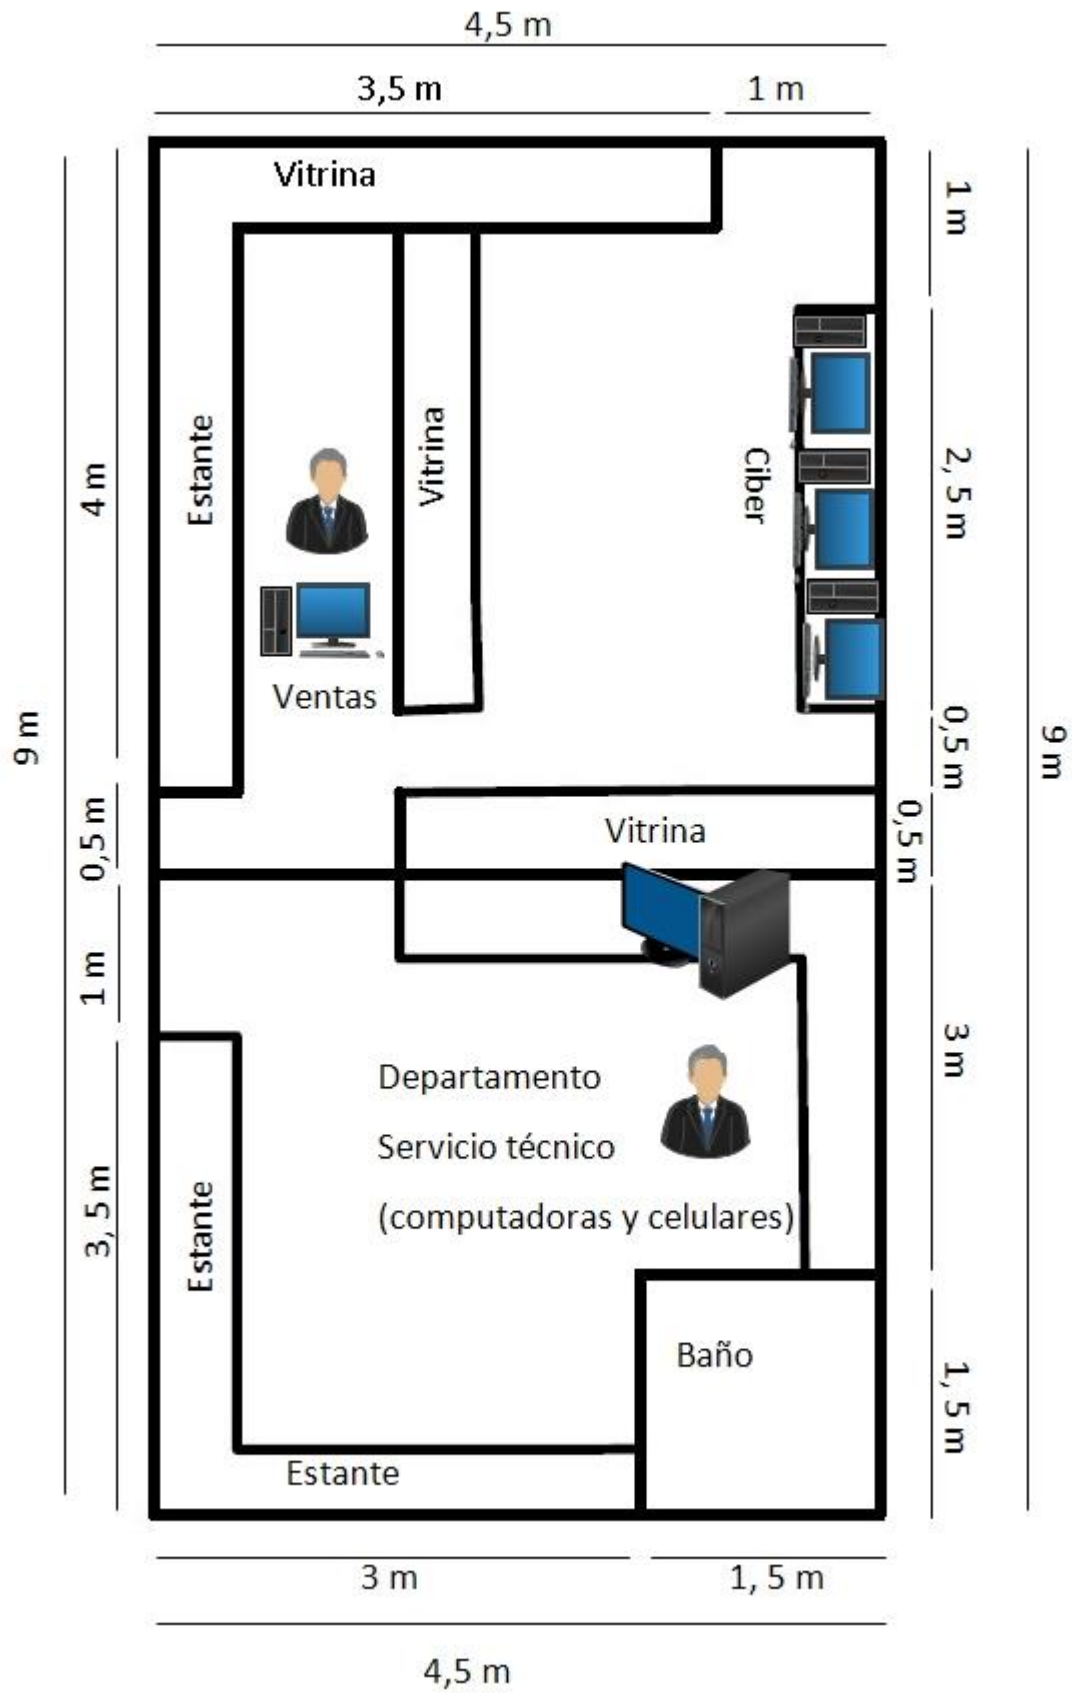 4,5 m
3,5 m
1 m
Vitrina
1 m
Estante
Vitrina
Ciber
4 m
2, 5 m
Ventas
9 m
0,5 m
9 m
0,5 m
Vitrina
0,5 m
1 m
3 m
Departamento
Servicio técnico
(computadoras y celulares)
3, 5 m
Estante
Baño
1, 5 m
Estante
3 m
1, 5 m
4,5 m